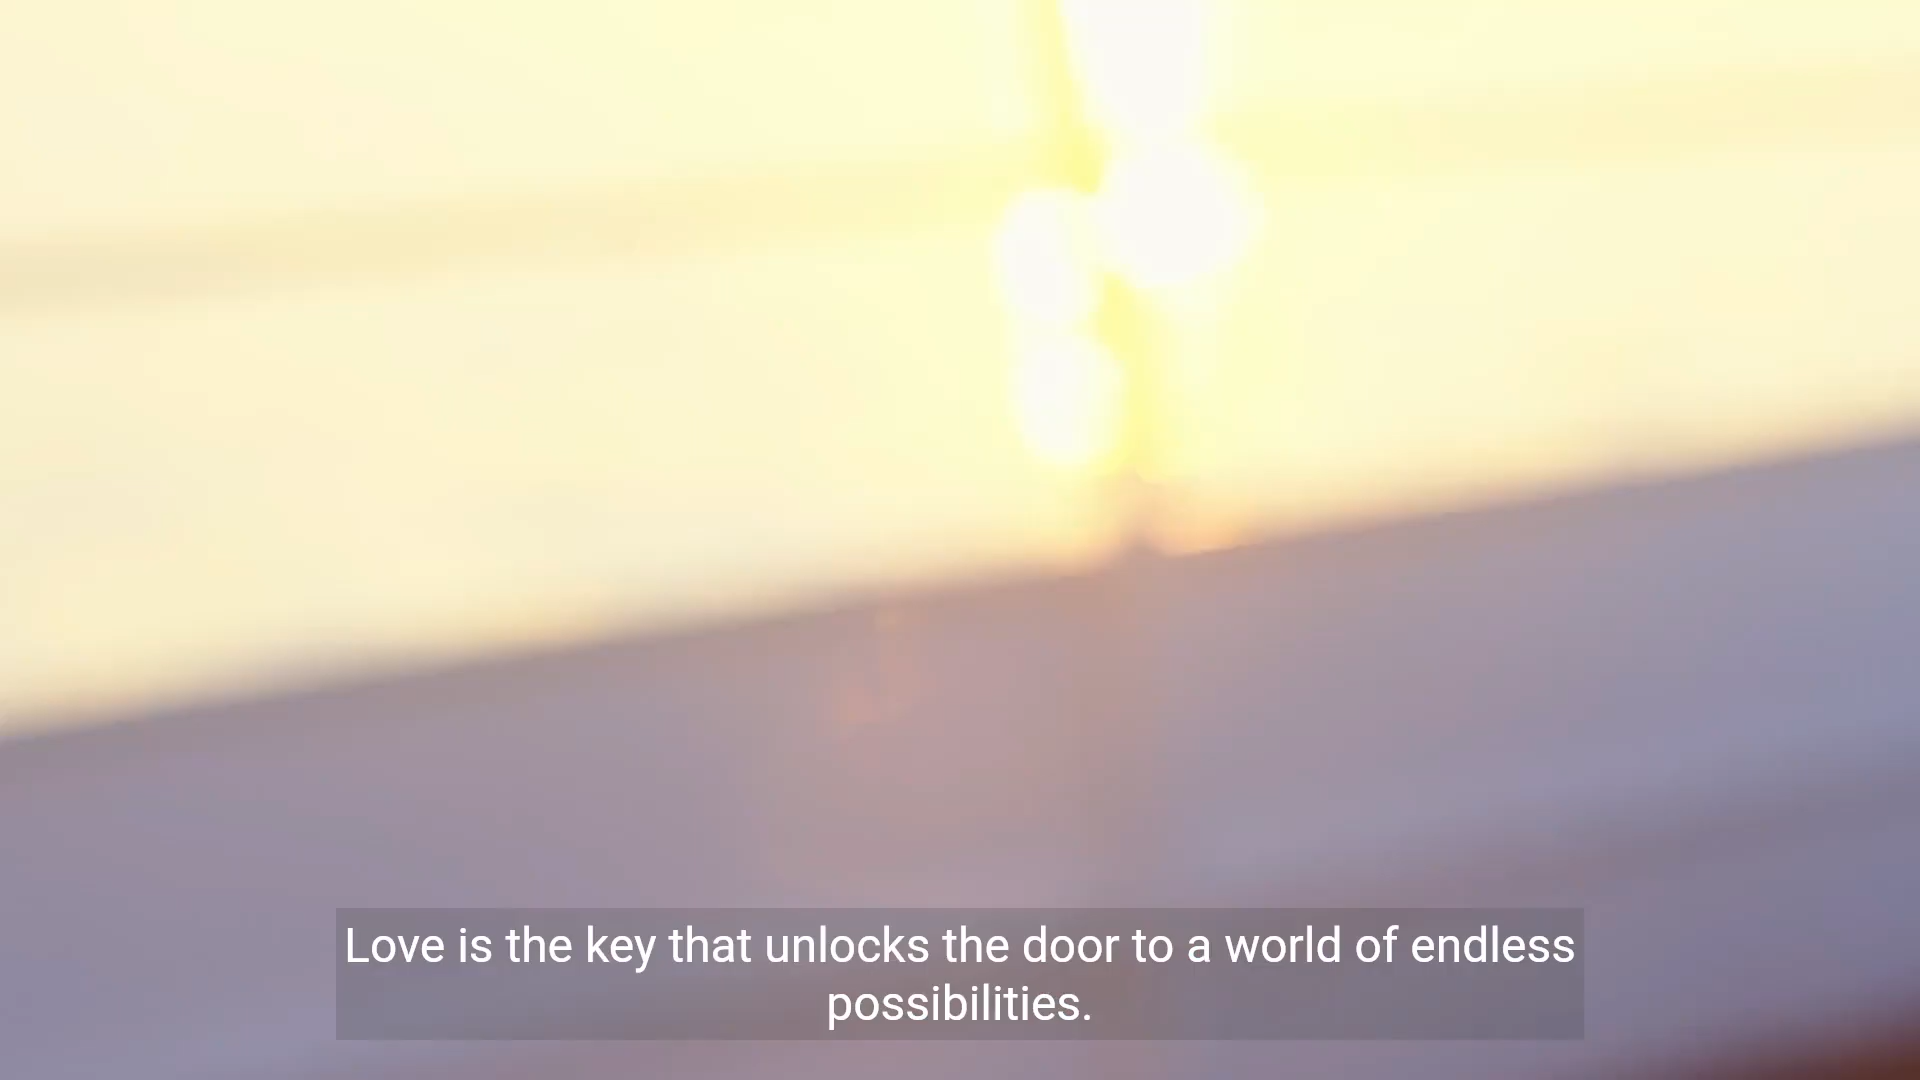 Love is the key that unlocks the door to a world of endless
possibilities.